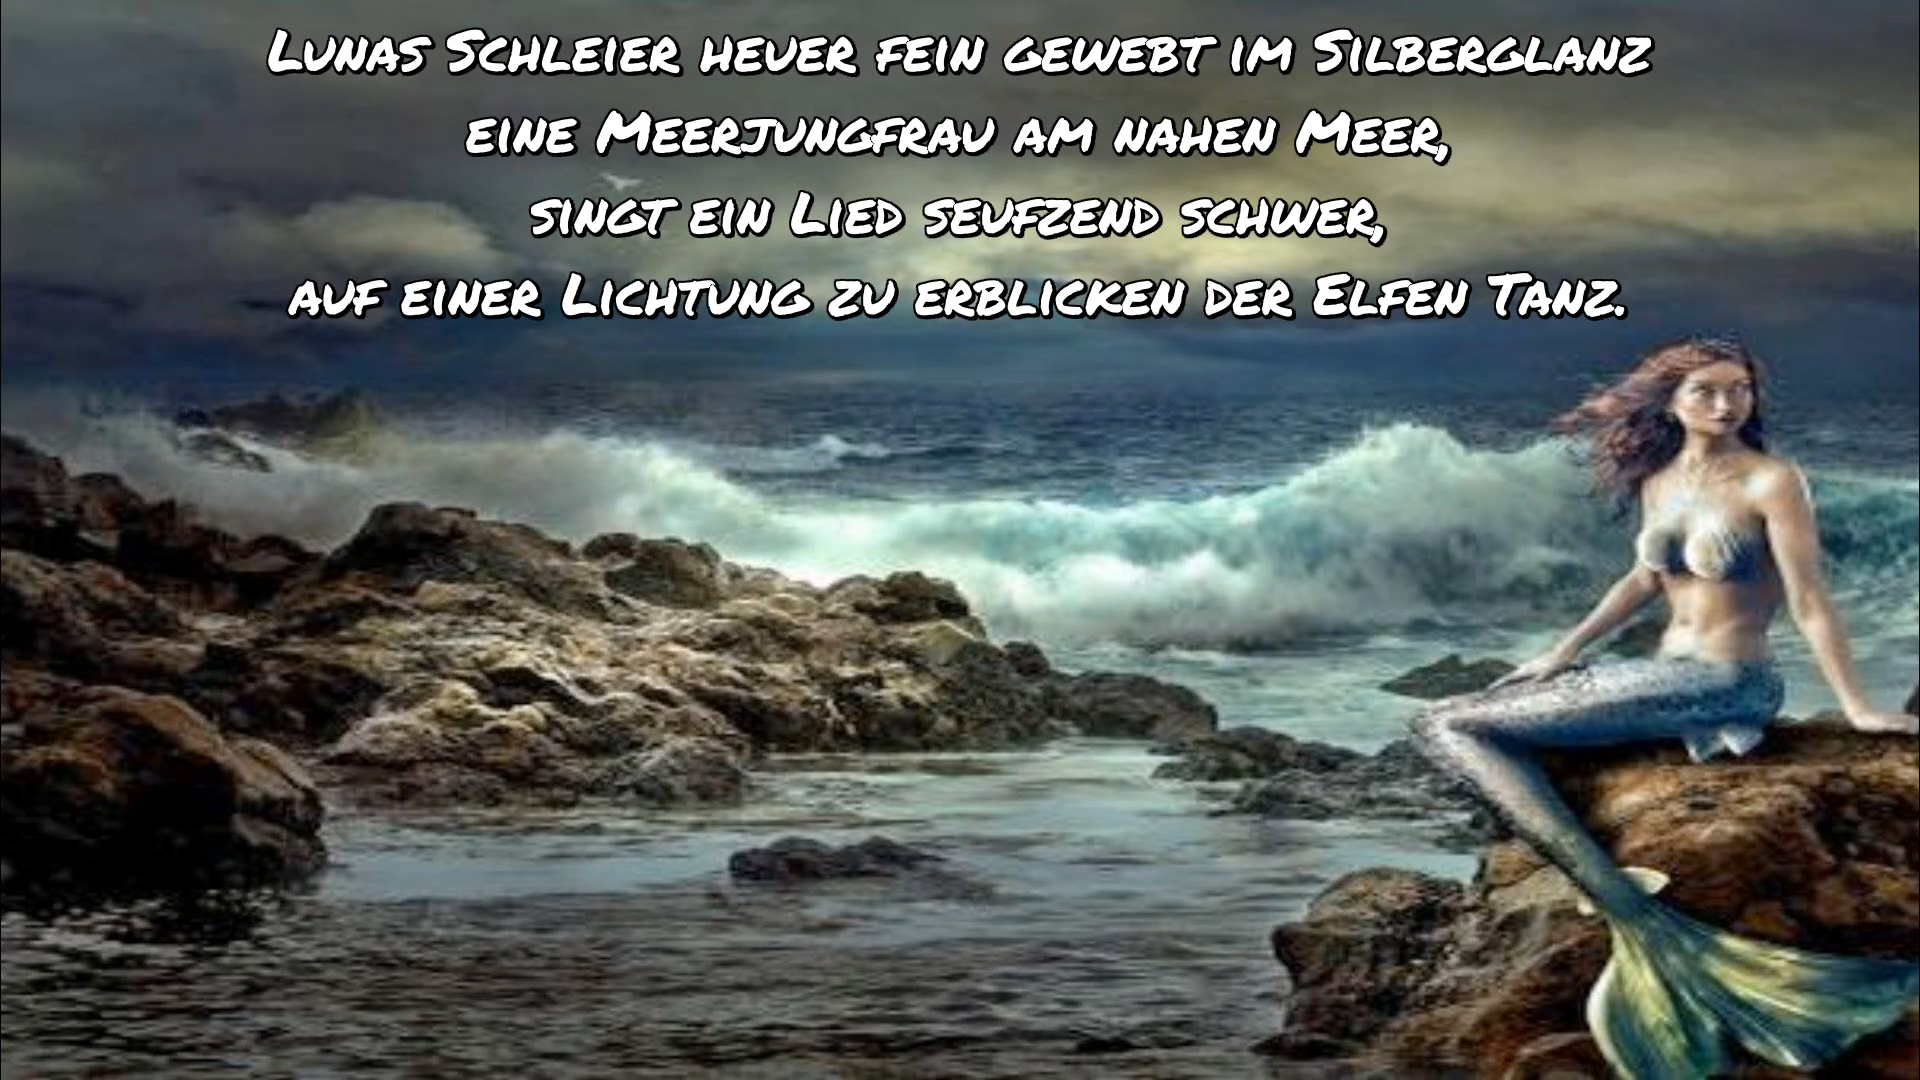 Lunas Schleier heuer fein gewebt im Silberglanz
eine Meerjungfrau am nahen Meer,
singt ein Lied seufzend schwer,
auf einer Lichtung zu erblicken der Elfen Tanz.